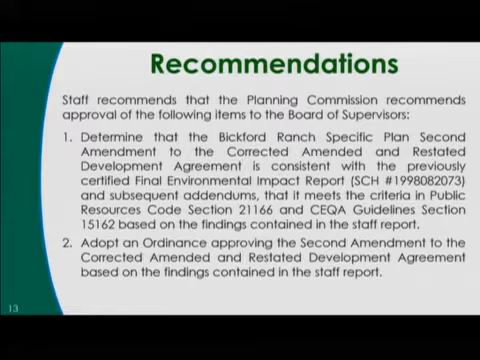 Recommendations
Staff recommends that the Planning Commission recommends
approval of the following items to the Board of Supervisors:
1. Determine that the Bickford Ranch Specific Plan Second
Amendment to the Corrected Amended and Restated
Development Agreement is consistent with the previously
certified Final Environmental Impact Report (SCH #1998082073)
and subsequent addendums, that it meets the criteria in Public
Resources Code Section 21166 and CEQA Guidelines Section
15162 based on the findings contained in the staff report.
2. Adopt an Ordinance approving the Second Amendment to the
Corrected Amended and Restated Development Agreement
based on the findings contained in the staff report.
13